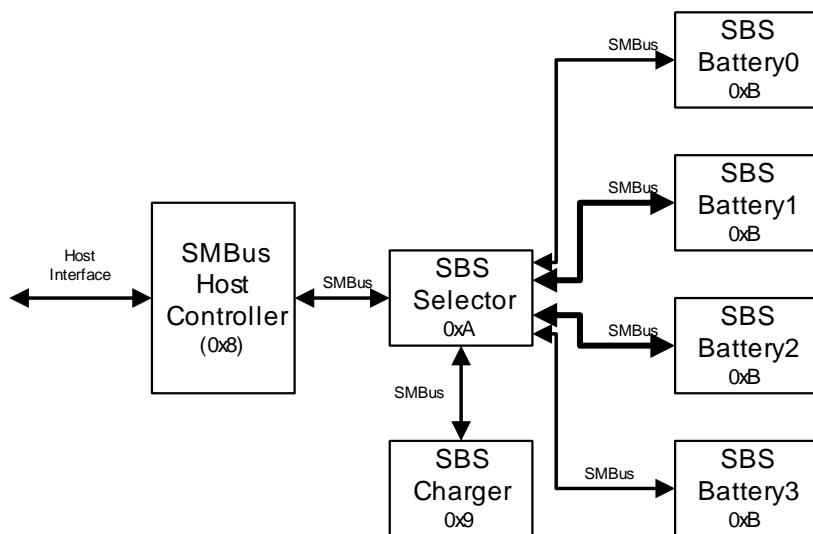 SBS
Battery0
0xB
SMBus
SBS
Battery1
0xB
SMBus
Host
Interface
SMBus
Host
Controller
(0x8)
SMBus
SBS
Selector
0xA
SMBus
SBS
Battery2
0xB
SMBus
SBS
Charger
0x9
SMBus
SBS
Battery3
0xB